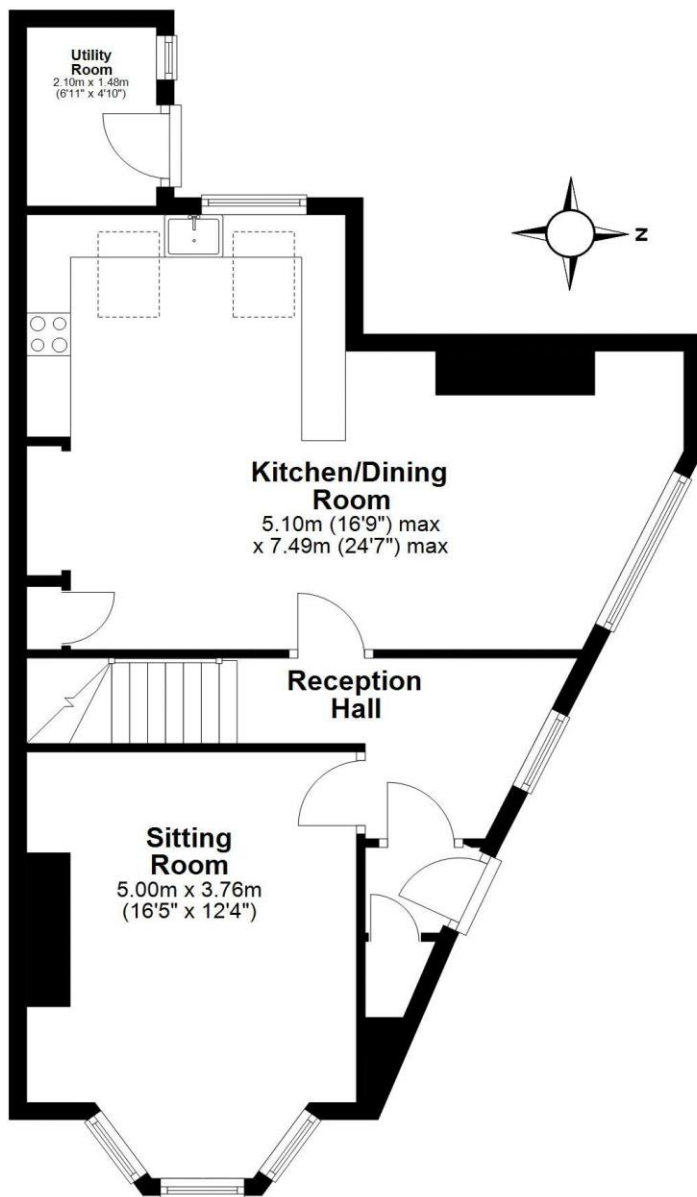 Utility
Room
2.10m x 1.48m
(6'11" x 4'10")
N
Kitchen/Dining
Room
5.10m (16'9") max
x 7.49m (24'7") max
Reception
Hall
Sitting
Room
5.00m x 3.76m
(16'5" x 12'4")